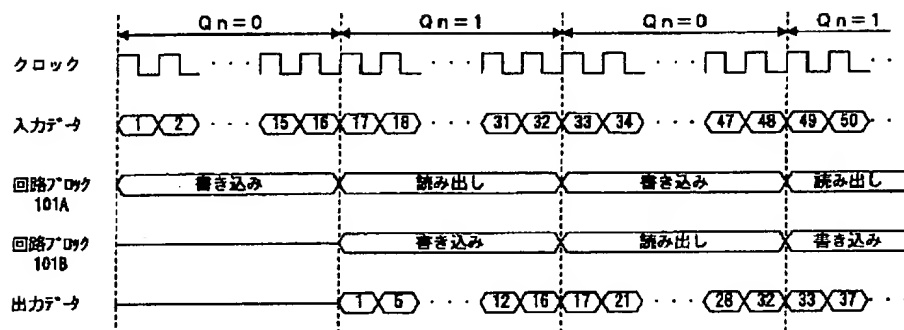 Qn=0 Qn=1 Qn=0 Qn=1
クロック ・・・ ・・・ ・・・ ・・
入力データ 1 2 ・・・ 15 16 17 18 ・・・ 31 32 33 34 ・・・ 47 48 49 50 ・・
回路ブロック 101A 書き込み 読み出し 書き込み 読み出し
回路ブロック 101B 書き込み 読み出し 書き込み
出力データ 1 5 ・・・ 12 16 17 21 ・・・ 28 32 33 37 ・・